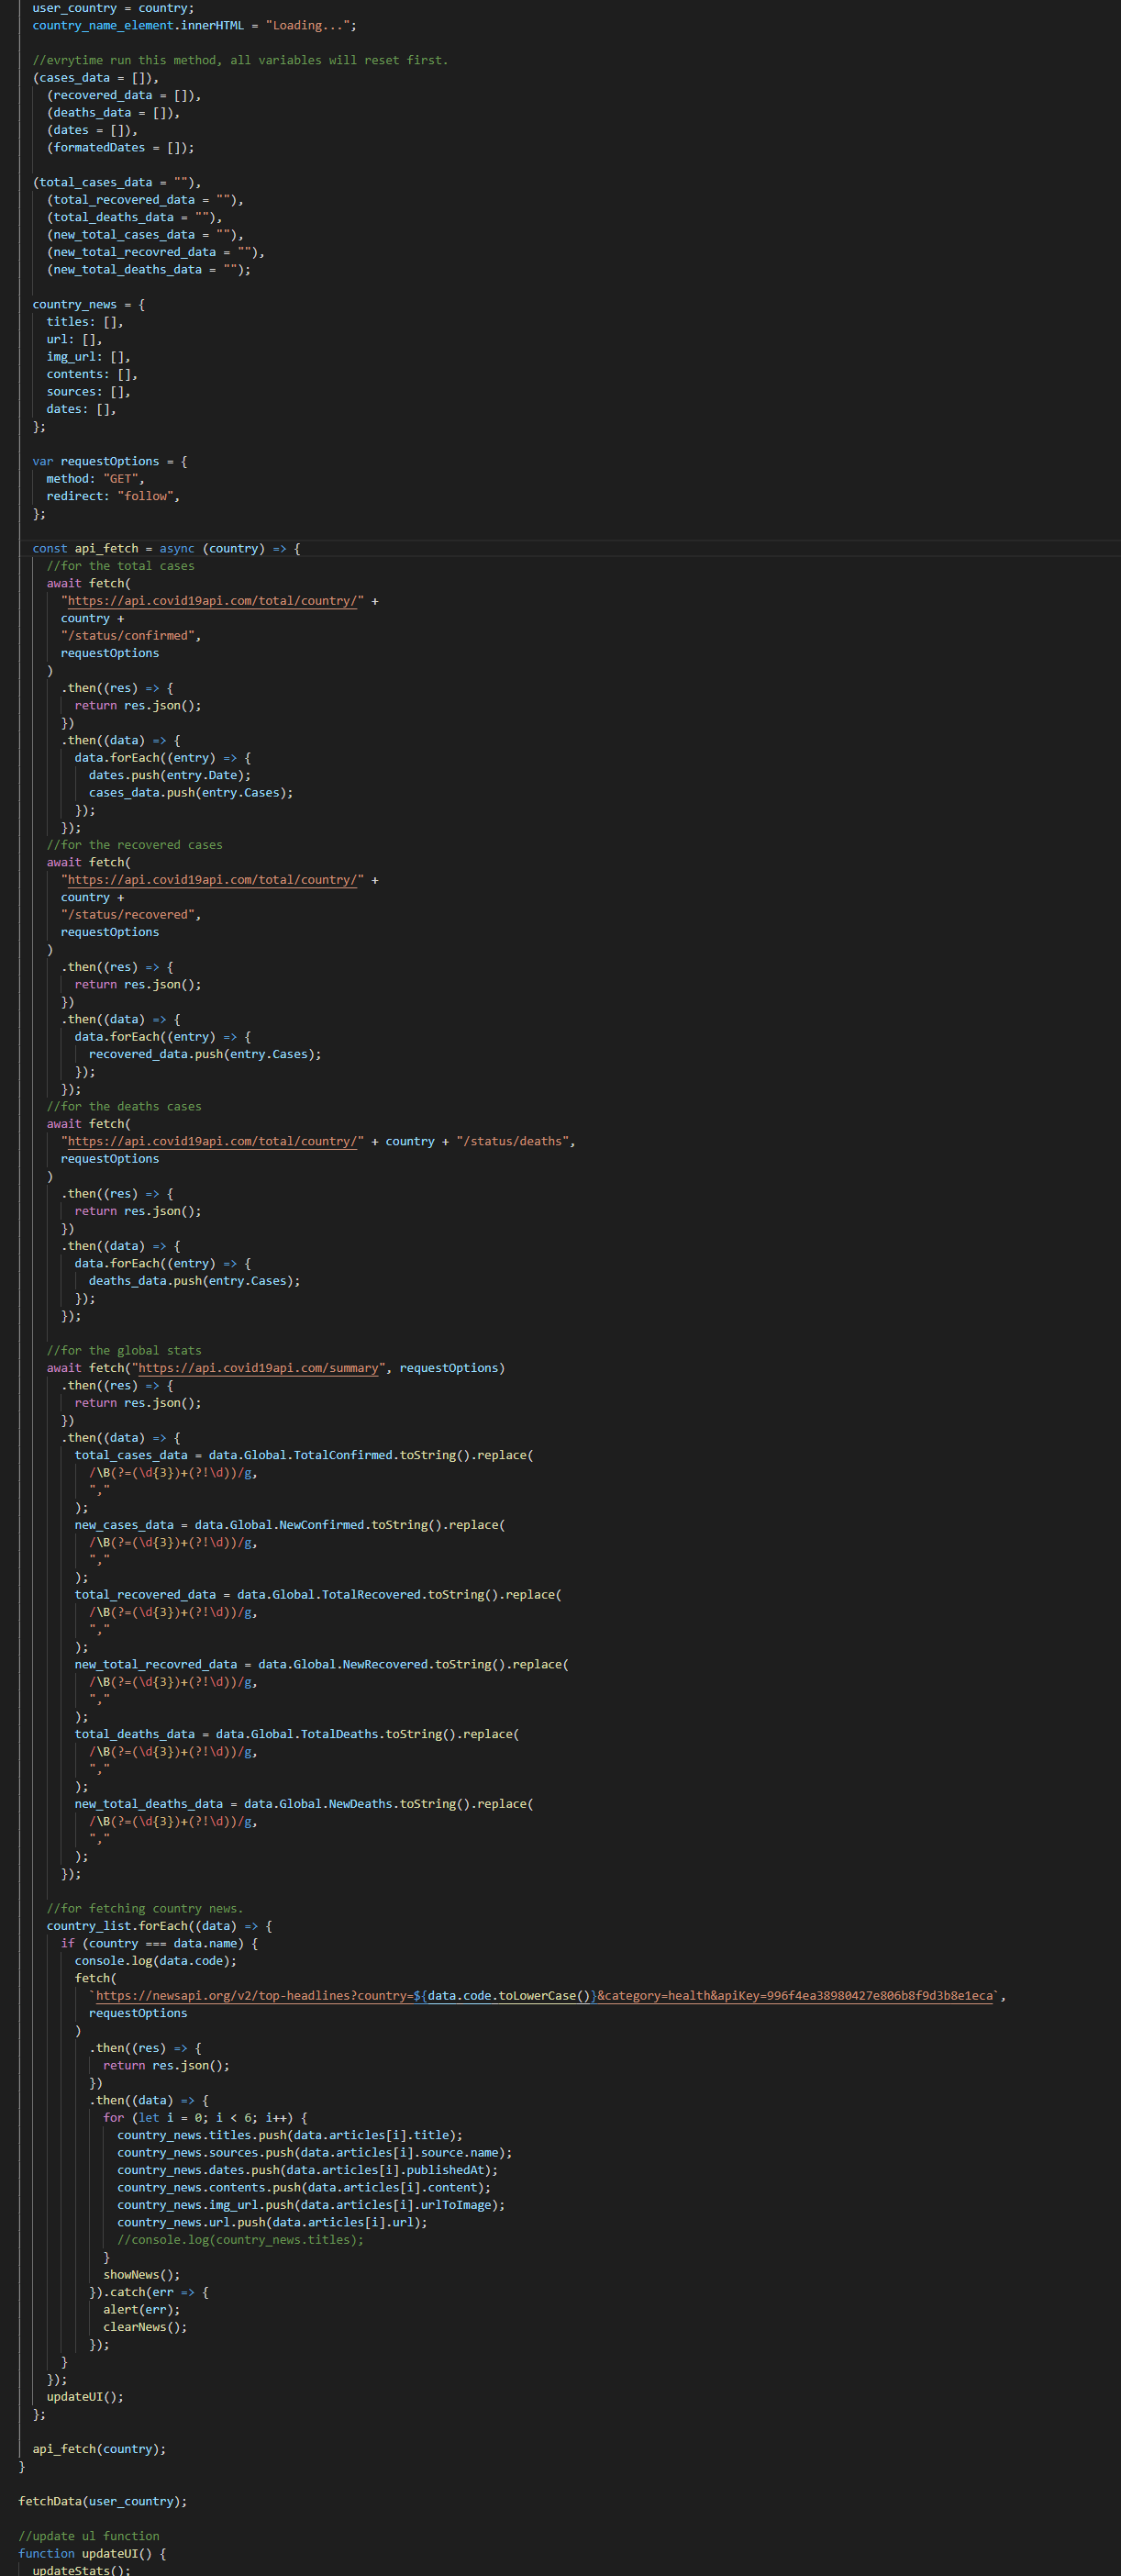 user_country = country;
country_name_element.innerHTML = "Loading...";
//evrytime run this method, all variables will reset first.
(cases_data = []),
(recovered_data = []),
(deaths_data = []),
(dates = []),
(formatedDates = []);
(total_cases_data = ""),
(total_recovered_data = ""),
(total_deaths_data = ""),
(new_total_cases_data = ""),
(new_total_recovred_data = ""),
(new_total_deaths_data = "");
country_news = {
titles: [],
url: [],
img_url: [],
contents: [],
sources: [],
dates: [],
};
var requestOptions = {
method: "GET",
redirect: "follow",
};
const api_fetch = async (country) => {
//for the total cases
await fetch(
"https://api.covid19api.com/total/country/" +
country +
"/status/confirmed",
requestOptions
)
.then((res) => {
return res.json();
})
.then((data) => {
data.forEach((entry) => {
dates.push(entry.Date);
cases_data.push(entry.Cases);
});
});
//for the recovered cases
await fetch(
"https://api.covid19api.com/total/country/" +
country +
"/status/recovered",
requestOptions
)
.then((res) => {
return res.json();
})
.then((data) => {
data.forEach((entry) => {
recovered_data.push(entry.Cases);
});
});
//for the deaths cases
await fetch(
"https://api.covid19api.com/total/country/" + country + "/status/deaths",
requestOptions
)
.then((res) => {
return res.json();
})
.then((data) => {
data.forEach((entry) => {
deaths_data.push(entry.Cases);
});
});
//for the global stats
await fetch("https://api.covid19api.com/summary", requestOptions)
.then((res) => {
return res.json();
})
.then((data) => {
total_cases_data = data.Global.TotalConfirmed.toString().replace(
/\B(?=(\d{3})+(?!\d))/g,
","
);
new_cases_data = data.Global.NewConfirmed.toString().replace(
/\B(?=(\d{3})+(?!\d))/g,
","
);
total_recovered_data = data.Global.TotalRecovered.toString().replace(
/\B(?=(\d{3})+(?!\d))/g,
","
);
new_total_recovred_data = data.Global.NewRecovered.toString().replace(
/\B(?=(\d{3})+(?!\d))/g,
","
);
total_deaths_data = data.Global.TotalDeaths.toString().replace(
/\B(?=(\d{3})+(?!\d))/g,
","
);
new_total_deaths_data = data.Global.NewDeaths.toString().replace(
/\B(?=(\d{3})+(?!\d))/g,
","
);
});
//for fetching country news.
country_list.forEach((data) => {
if (country === data.name) {
console.log(data.code);
fetch(
`https://newsapi.org/v2/top-headlines?country=${data.code.toLowerCase()}&category=health&apiKey=996f4ea38980427e806b8f9d3b8e1eca`,
requestOptions
)
.then((res) => {
return res.json();
})
.then((data) => {
for (let i = 0; i < 6; i++) {
country_news.titles.push(data.articles[i].title);
country_news.sources.push(data.articles[i].source.name);
country_news.dates.push(data.articles[i].publishedAt);
country_news.contents.push(data.articles[i].content);
country_news.img_url.push(data.articles[i].urlToImage);
country_news.url.push(data.articles[i].url);
//console.log(country_news.titles);
}
showNews();
}).catch(err => {
alert(err);
clearNews();
});
}
});
updateUI();
};
api_fetch(country);
}
fetchData(user_country);
//update ul function
function updateUI() {
updateStats();